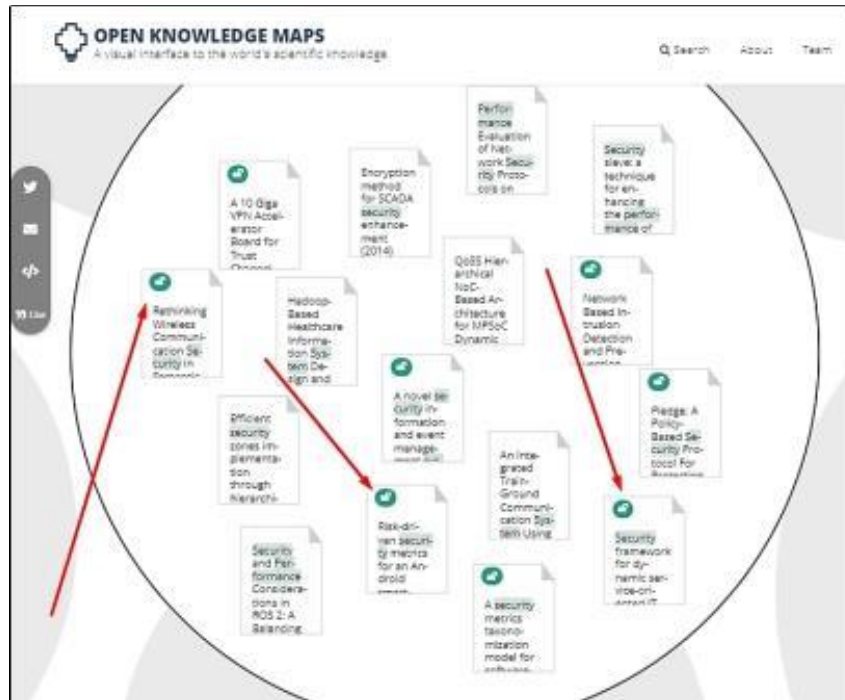 OPEN KNOWLEDGE MAPS
A visual interface to the world's scientific knowledge
Search About Team
Perfor-
mance
Evaluation
of Net-
work Secu-
rity Proto-
cols on
Security
sieve: a
technique
for en-
hancing
the perfor-
mance of
Encryption
method
for SCADA
security
enhance-
ment
(2014)
A 10 Giga
VPN Accel-
erator
Board for
Trust
Channel
QoSS Hier-
archical
NoC-
Based Ar-
chitecture
for MPSoC
Dynamic
Network
Based In-
trusion
Detection
and Pre-
vention
Rethinking
Wireless
Communi-
cation Se-
curity in
Hadoop-
Based
Healthcare
Informa-
tion Sys-
tem De-
sign and
Like
A novel se-
curity in-
formation
and event
manage-
Pledge: A
Policy-
Based Se-
curity Pro-
tocol For
Protecting
Efficient
security
zones im-
plementa-
tion
through
hierarchi-
An Inte-
grated
Train-
Ground
Communi-
cation Sys-
tem Using
Risk-dri-
ven securi-
ty metrics
for an An-
droid
Security
framework
for dy-
namic ser-
vice-ori-
ented IT
Security
and Per-
formance
Considera-
tions in
ROS 2: A
Balancing
A security
metrics
taxono-
mization
model for
software